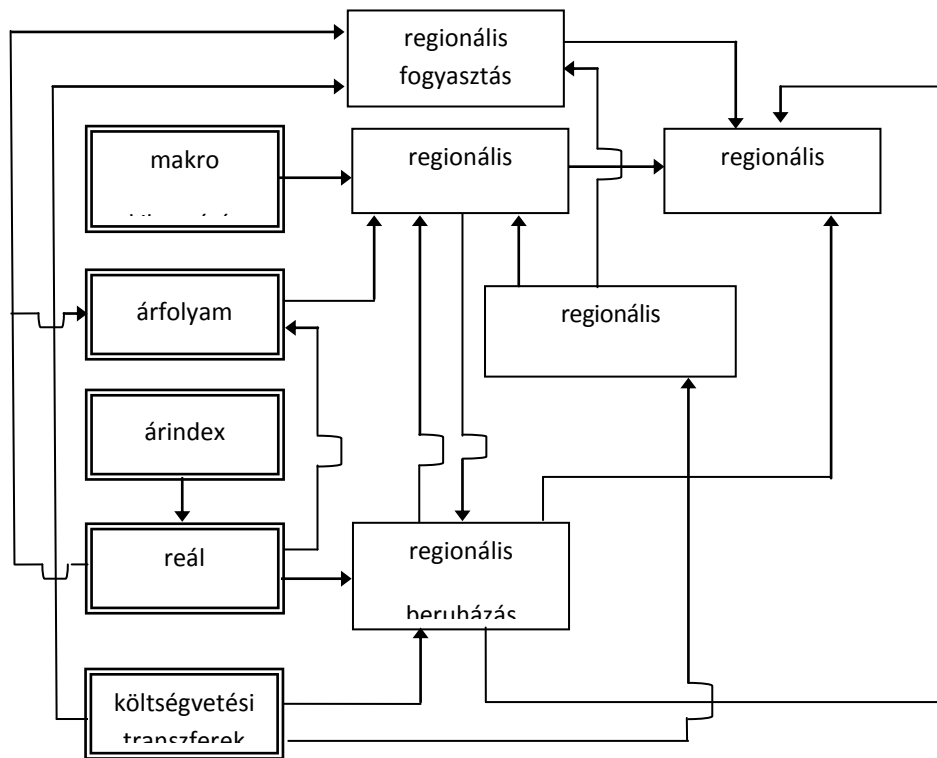 regionális
fogyasztás
makro
regionális
regionális
árfolyam
regionális
árindex
reál
regionális
beruházás
költségvetési
transzferek